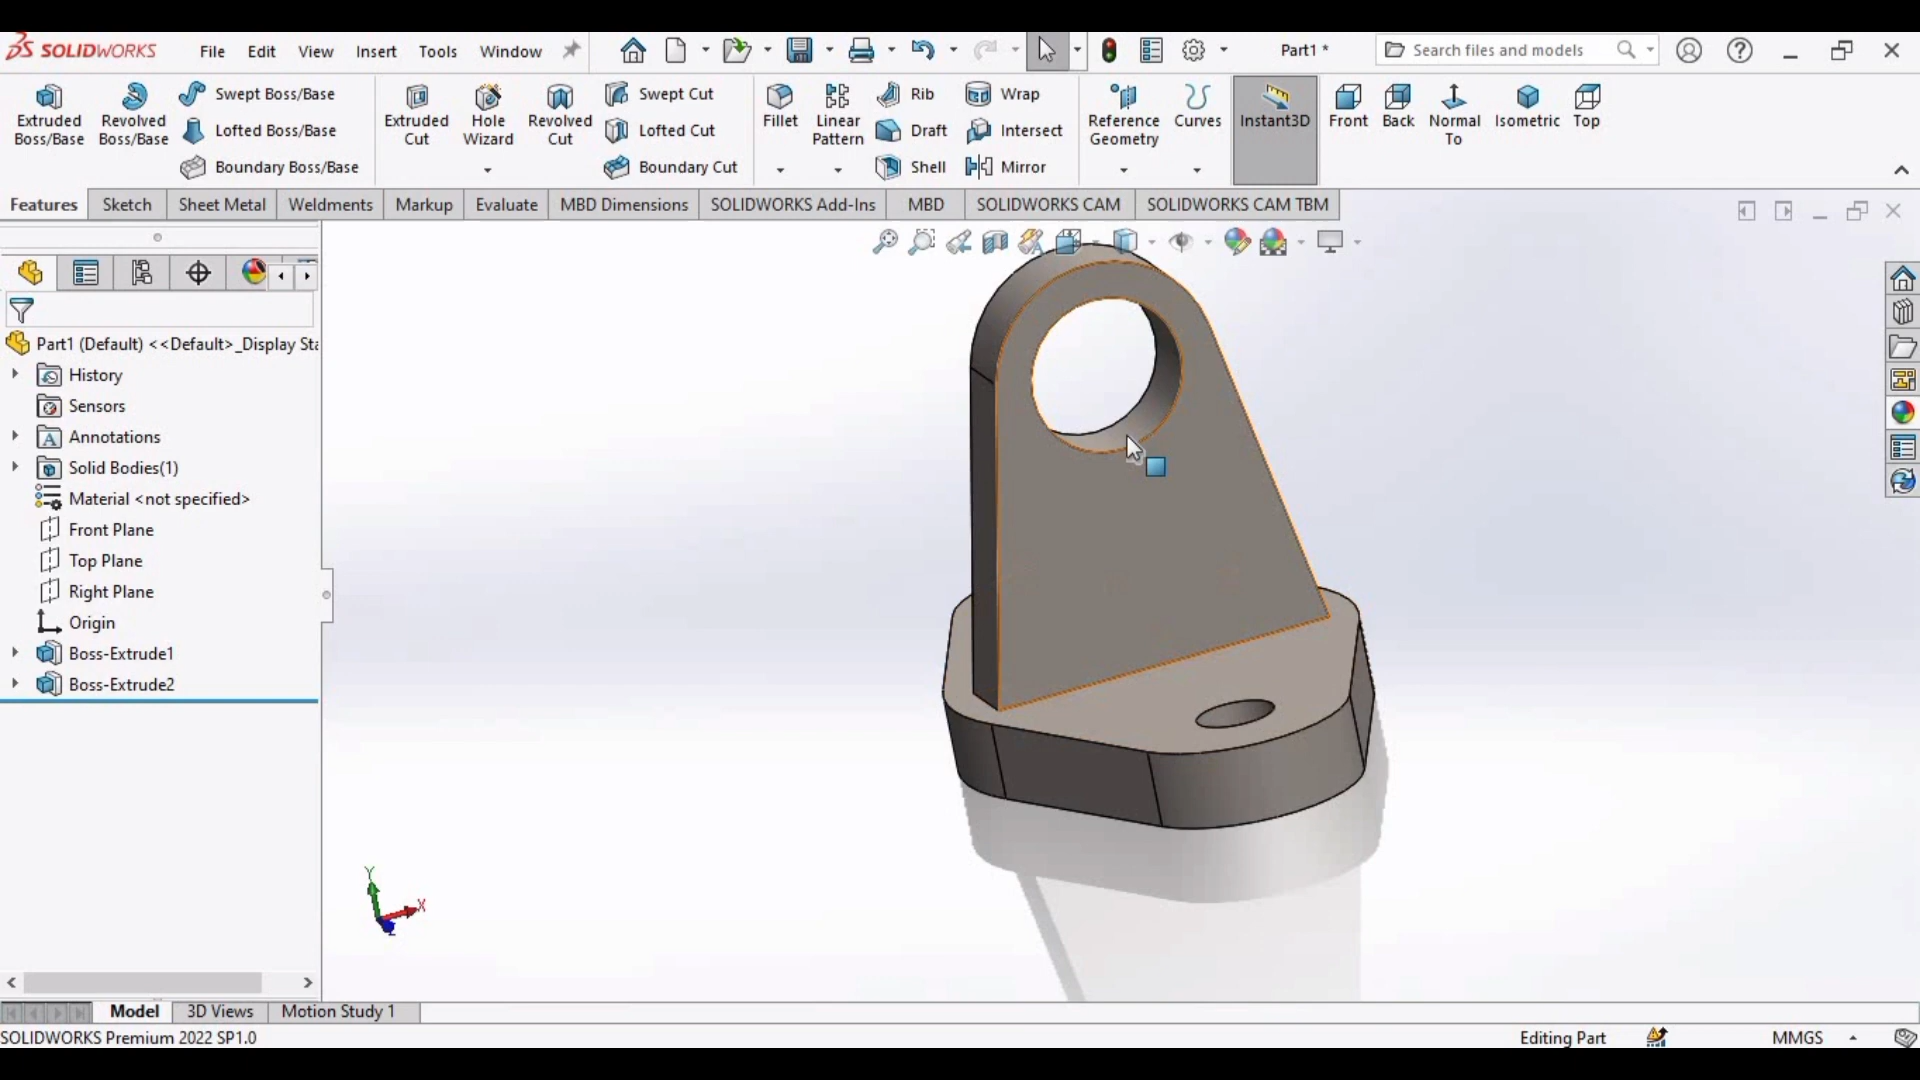 SOLIDWORKS File Edit View Insert Tools Window Part1 * Search files and models
Extruded Boss/Base
Revolved Boss/Base
Swept Boss/Base
Lofted Boss/Base
Boundary Boss/Base
Extruded Cut
Hole Wizard
Revolved Cut
Swept Cut
Lofted Cut
Boundary Cut
Fillet
Linear Pattern
Rib
Draft
Shell
Wrap
Intersect
Mirror
Reference Geometry
Curves
Instant3D
Front
Back
Normal To
Isometric
Top
Features Sketch Sheet Metal Weldments Markup Evaluate MBD Dimensions SOLIDWORKS Add-Ins MBD SOLIDWORKS CAM SOLIDWORKS CAM TBM
Part1 (Default) <<Default>_Display Sta
History
Sensors
Annotations
Solid Bodies(1)
Material <not specified>
Front Plane
Top Plane
Right Plane
Origin
Boss-Extrude1
Boss-Extrude2
Y
X
Z
Model 3D Views Motion Study 1
SOLIDWORKS Premium 2022 SP1.0 Editing Part MMGS